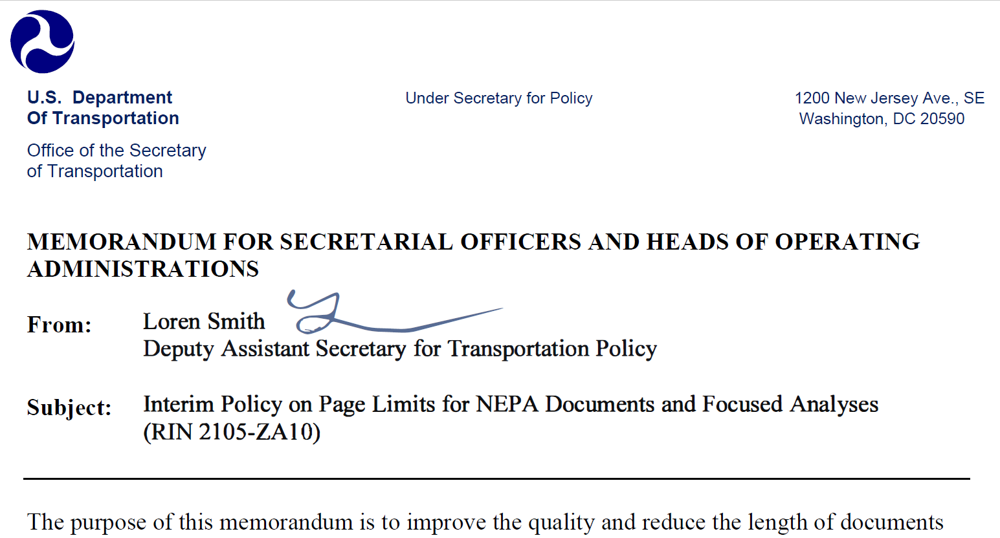 U.S. Department
Of Transportation
Office of the Secretary
of Transportation
Under Secretary for Policy
1200 New Jersey Ave., SE
Washington, DC 20590
MEMORANDUM FOR SECRETARIAL OFFICERS AND HEADS OF OPERATING
ADMINISTRATIONS
From: Loren Smith
Deputy Assistant Secretary for Transportation Policy
Subject: Interim Policy on Page Limits for NEPA Documents and Focused Analyses
(RIN 2105-ZA10)
The purpose of this memorandum is to improve the quality and reduce the length of documents